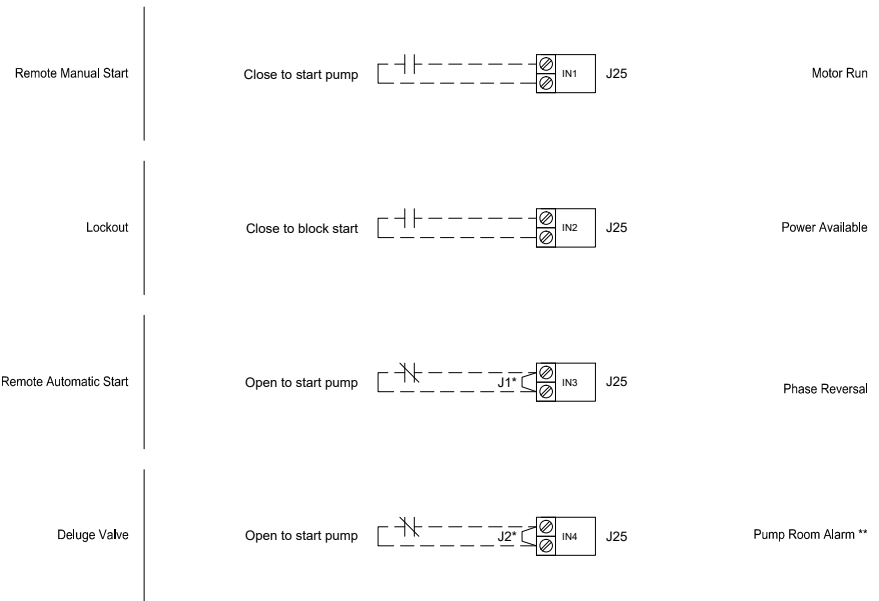 Remote Manual Start
Close to start pump
IN1
J25
Motor Run
Lockout
Close to block start
IN2
J25
Power Available
Remote Automatic Start
Open to start pump
J1*
IN3
J25
Phase Reversal
Deluge Valve
Open to start pump
J2*
IN4
J25
Pump Room Alarm **